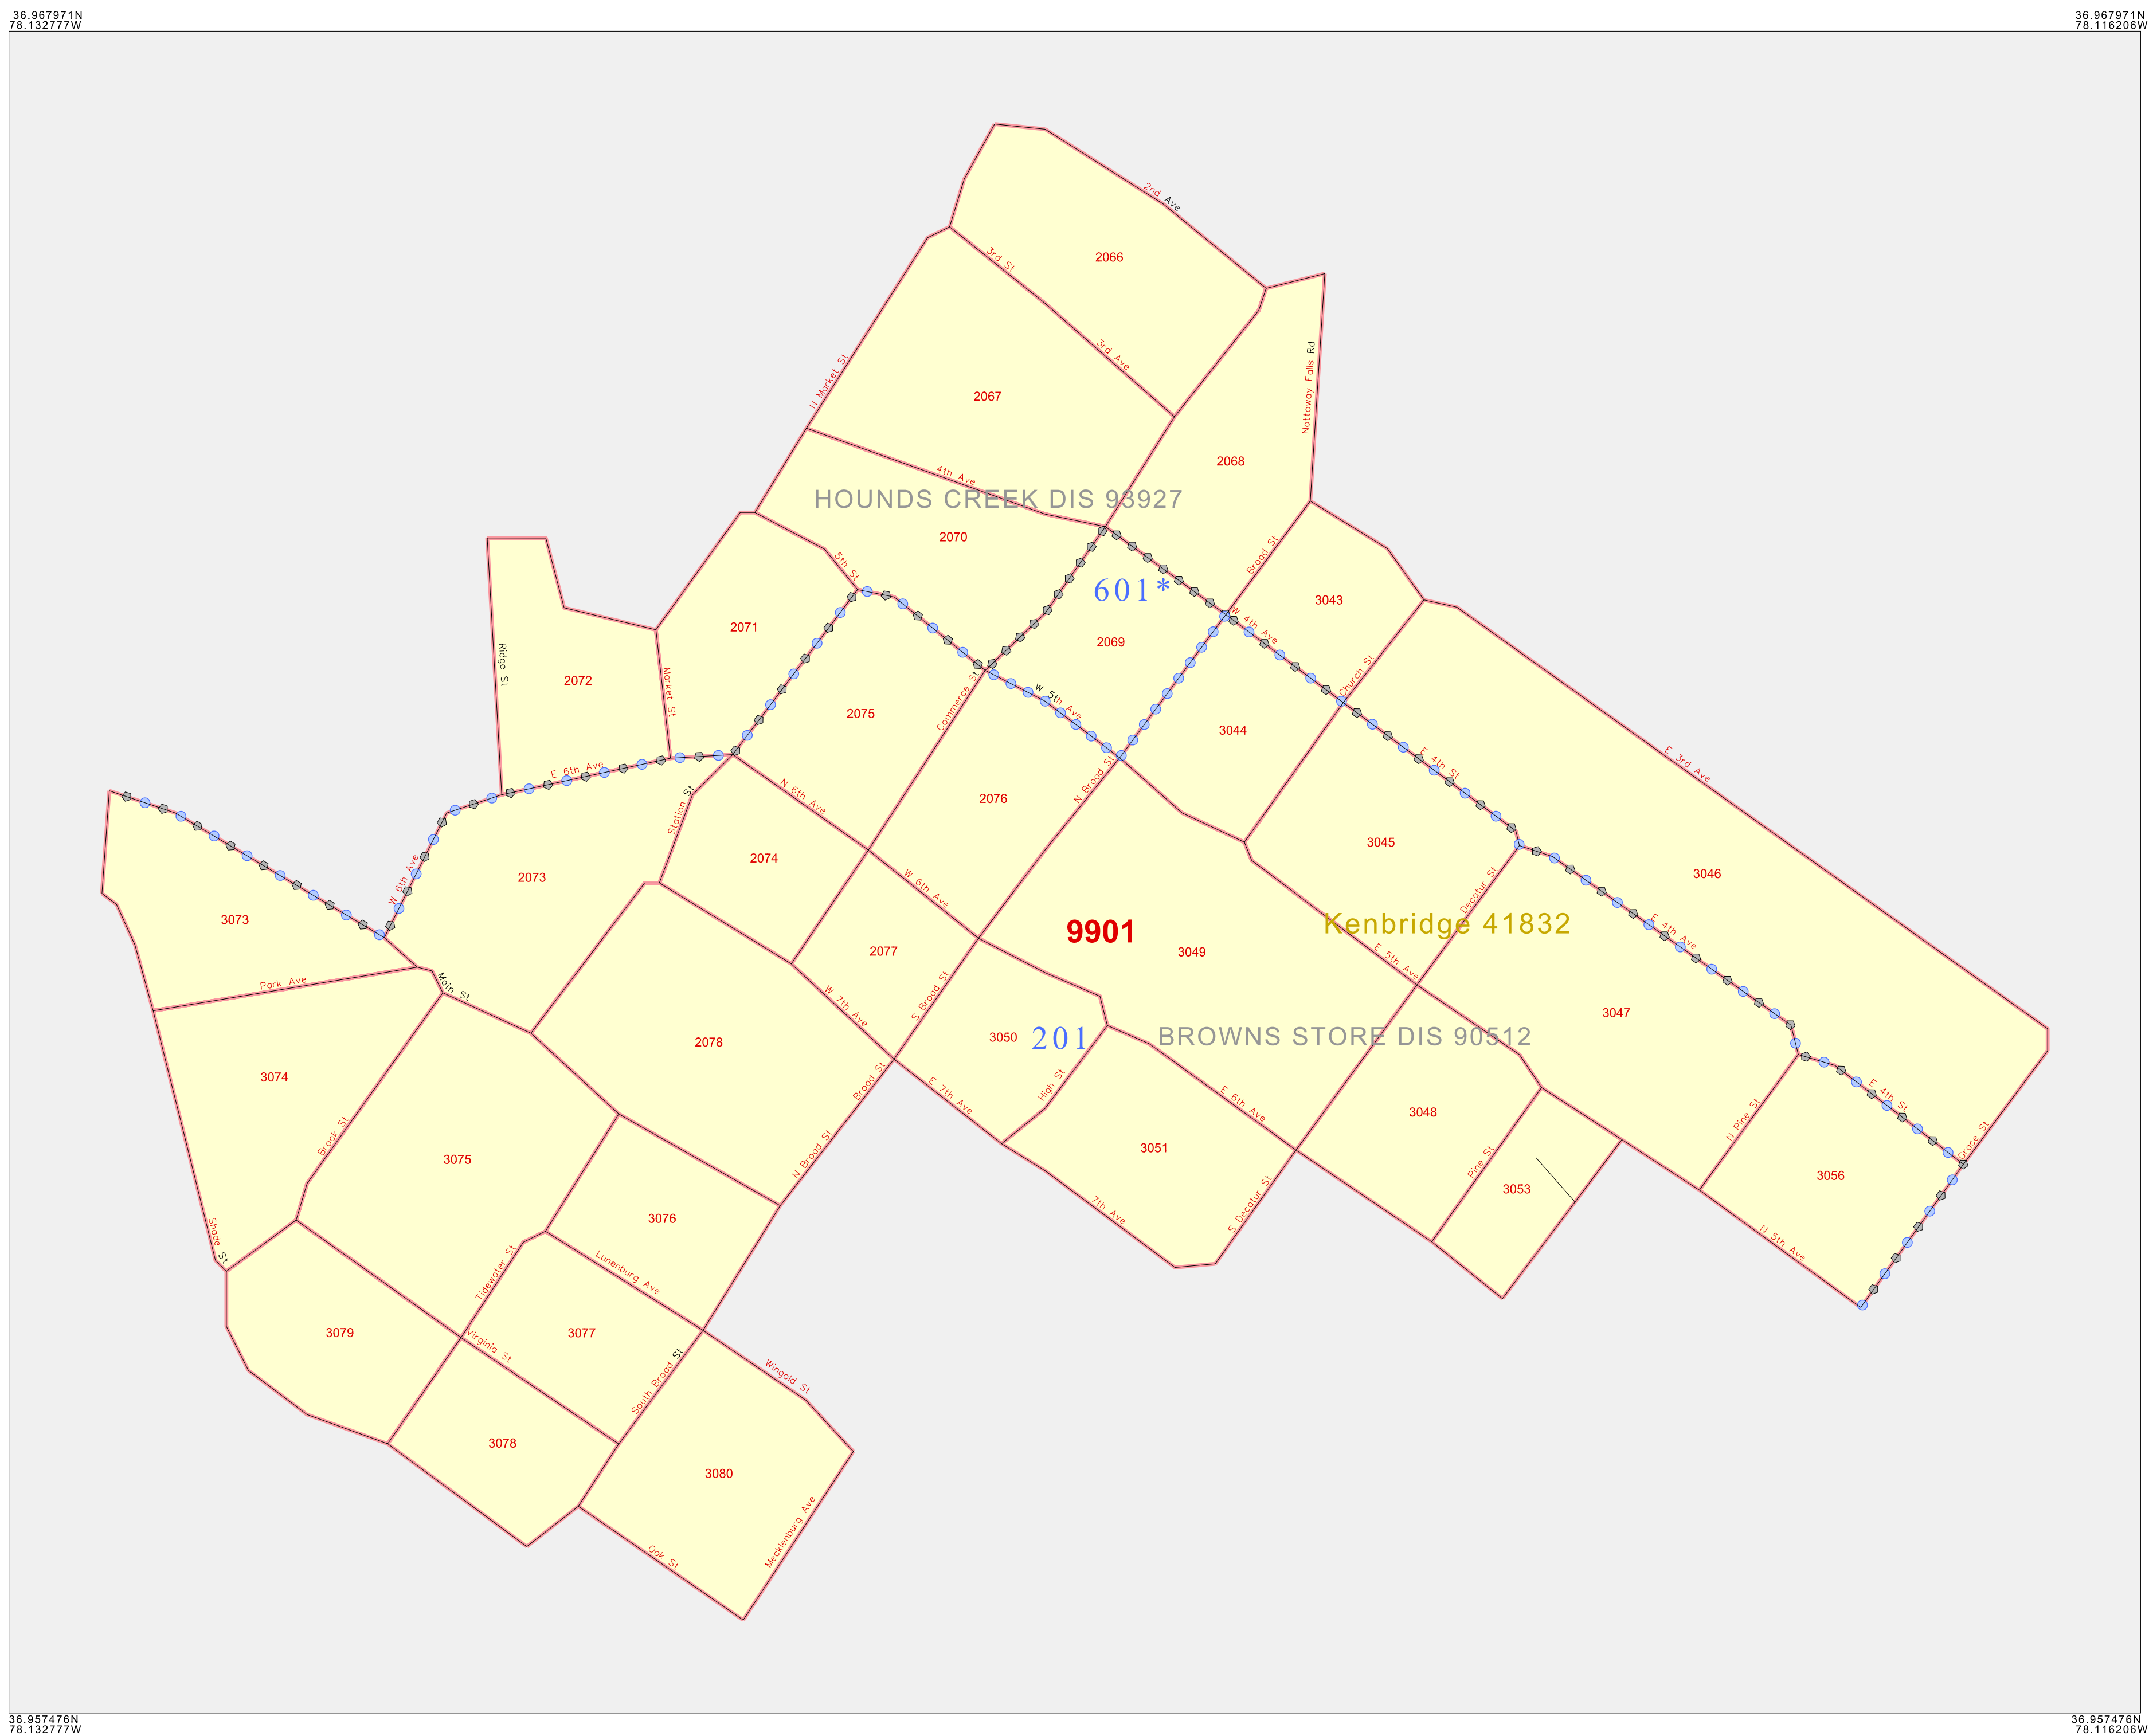 36.967971N
78.132777W
36.967971N
78.116206W
2nd Ave
2066
3rd St
3rd Ave
Nottoway Falls Rd
N Market St
2067
2068
4th Ave
HOUNDS CREEK DIS 93927
2070
5th St
Broad St
601*
3043
W 4th Ave
2071
2069
Ridge St
2072
Market St
Church St
W 5th Ave
Commerce St
2075
3044
E 3rd Ave
E 6th Ave
E 4th St
N Broad St
N 6th Ave
2076
Station St
3045
2074
W 6th Ave
2073
W 6th Ave
3046
Decatur St
3073
9901
Kenbridge 41832
E 4th Ave
2077
3049
E 5th Ave
Park Ave
Main St
S Broad St
W 7th Ave
3047
3050
201
BROWNS STORE DIS 90512
2078
3074
Broad St
E 7th Ave
High St
E 6th Ave
3048
E 4th St
N Pine St
Brook St
3075
N Broad St
3051
Grace St
Pine St
3053
3056
3076
7th Ave
S Decatur St
Shade St
N 5th Ave
Tidewater St
Lunenburg Ave
3079
3077
Virginia St
South Broad St
Wingold St
3078
3080
Mecklenburg Ave
Oak St
36.957476N
78.132777W
36.957476N
78.116206W